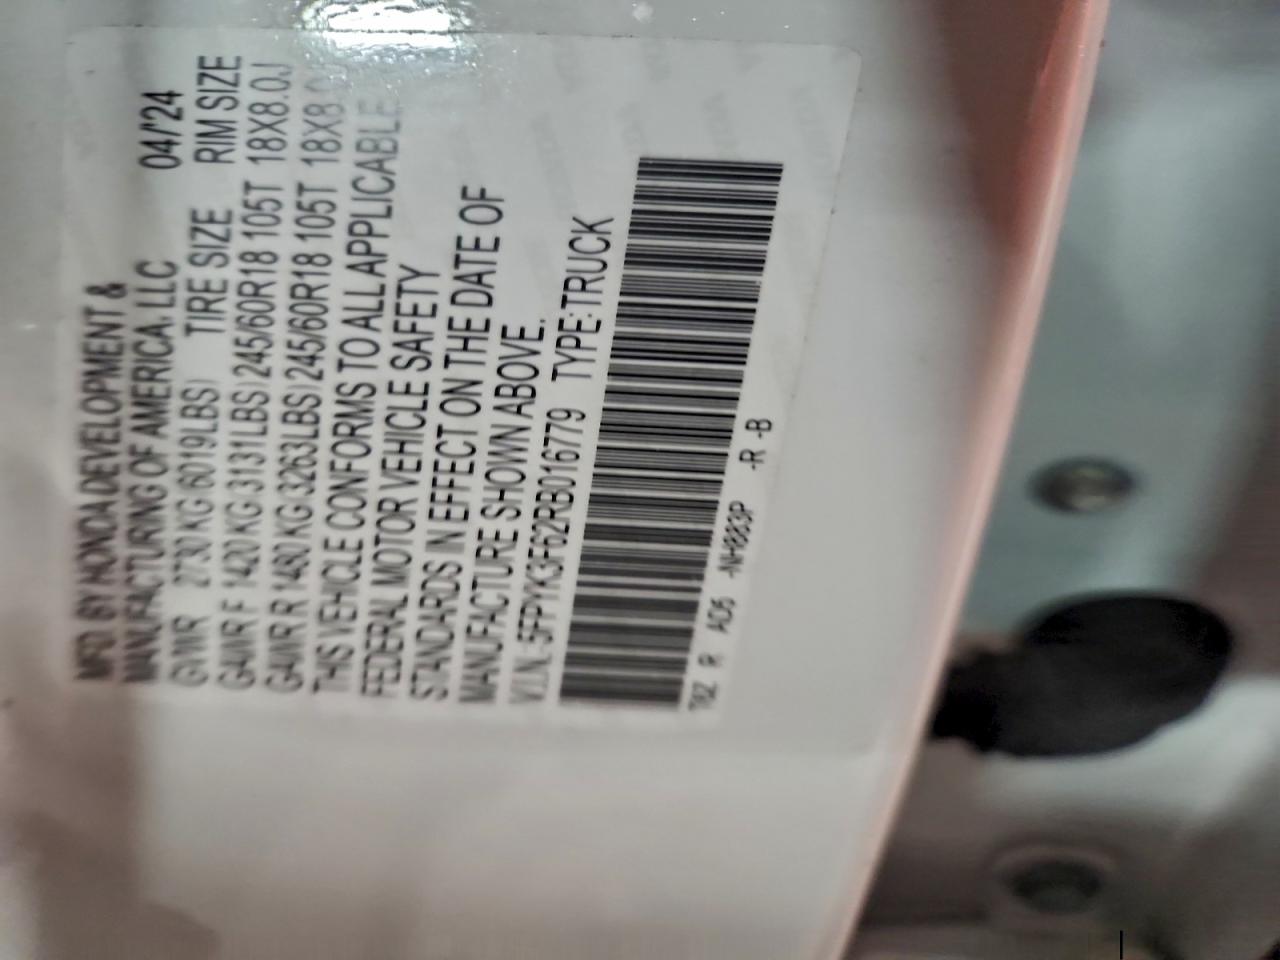 MFD. BY HONDA DEVELOPMENT &
MANUFACTURING OF AMERICA. LLC 04/'24
GVWR 2730 KG(6019LBS) TIRE SIZE RIM SIZE
GAWR F 1420 KG(3131LBS) 245/60R18 105T 18X8.0J
GAWR R 1480 KG(3263LBS) 245/60R18 105T 18X8.0
THIS VEHICLE CONFORMS TO ALL APPLICABLE
FEDERAL MOTOR VEHICLE SAFETY
STANDARDS IN EFFECT ON THE DATE OF
MANUFACTURE SHOWN ABOVE.
V.I.N.:5FPYK3F62RB016779 TYPE:TRUCK
R AD5 -NH883P -R -B